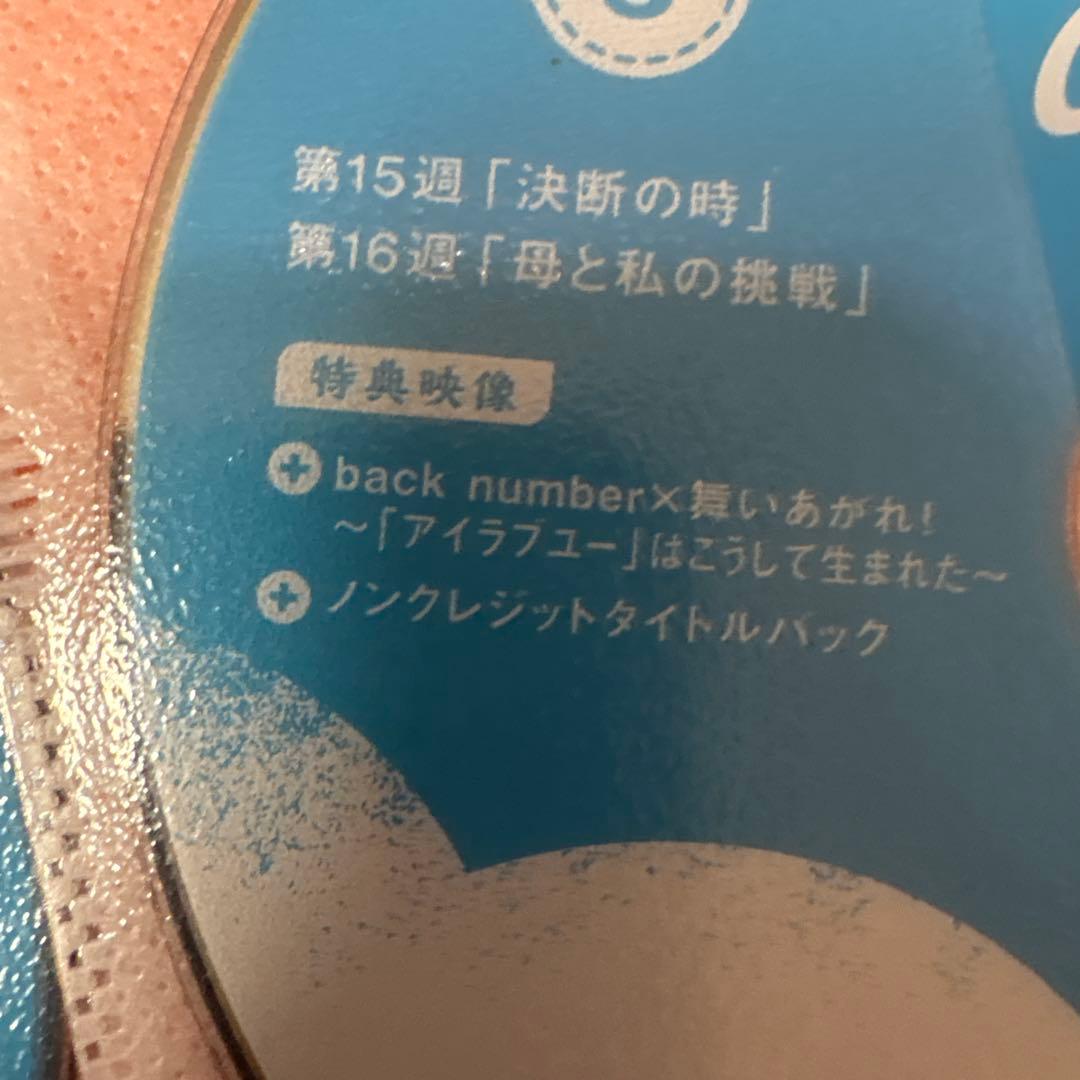 第15週「決断の時」
第16週「母と私の挑戦」
特典映像
back number×舞いあがれ!
〜「アイラブユー」はこうして生まれた〜
ノンクレジットタイトルバック